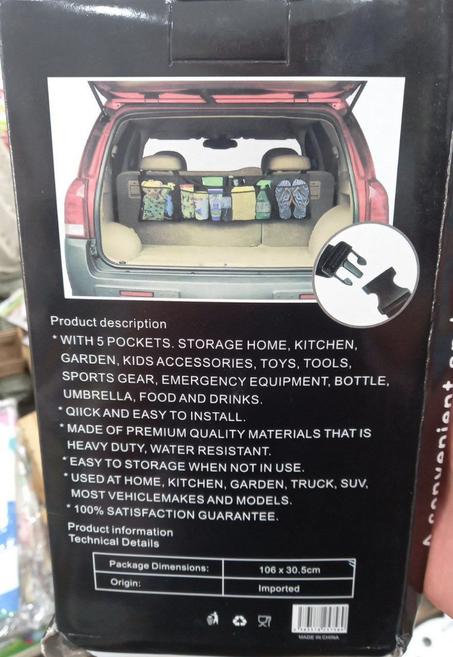 Product description
* WITH 5 POCKETS. STORAGE HOME, KITCHEN,
GARDEN, KIDS ACCESSORIES, TOYS, TOOLS,
SPORTS GEAR, EMERGENCY EQUIPMENT, BOTTLE,
UMBRELLA, FOOD AND DRINKS.
* QIICK AND EASY TO INSTALL.
* MADE OF PREMIUM QUALITY MATERIALS THAT IS
HEAVY DUTY, WATER RESISTANT.
* EASY TO STORAGE WHEN NOT IN USE.
* USED AT HOME, KITCHEN, GARDEN, TRUCK, SUV,
MOST VEHICLEMAKES AND MODELS.
* 100% SATISFACTION GUARANTEE.
Product information
Technical Details
Package Dimensions: 106 x 30.5cm
Origin: Imported
MADE IN CHINA
A convenient